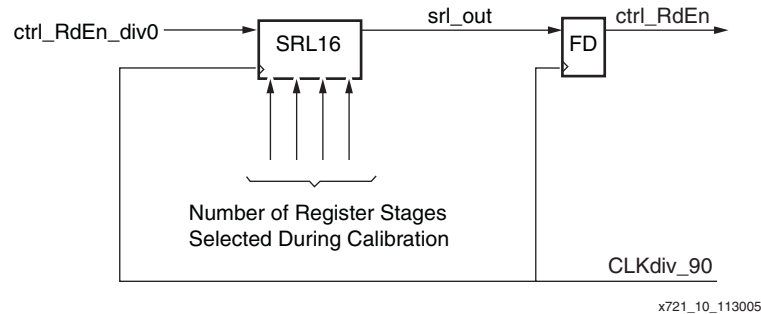 ctrl_RdEn_div0
SRL16
srl_out
FD
ctrl_RdEn
Number of Register Stages
Selected During Calibration
CLKdiv_90
x721_10_113005